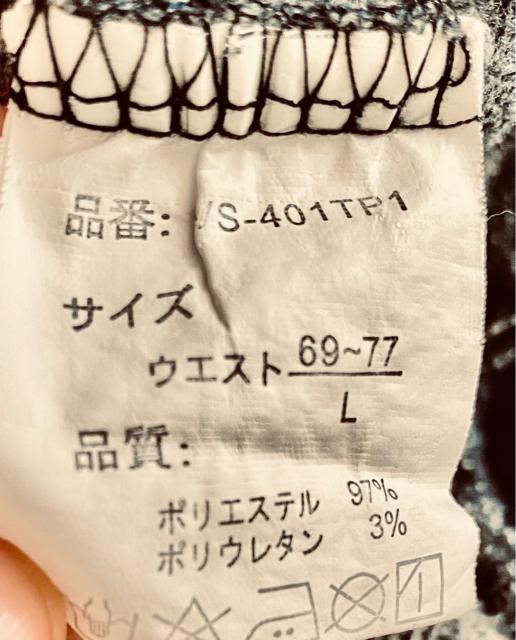 品番: VS-401TP1
サイズ
ウエスト 69~77
L
品質:
ポリエステル 97%
ポリウレタン 3%